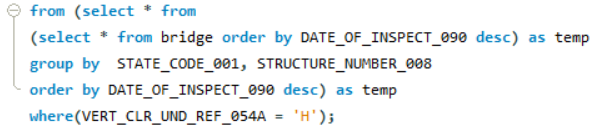 from (select * from
(select * from bridge order by DATE_OF_INSPECT_090 desc) as temp
group by  STATE_CODE_001, STRUCTURE_NUMBER_008
order by DATE_OF_INSPECT_090 desc) as temp
where(VERT_CLR_UND_REF_054A = 'H');